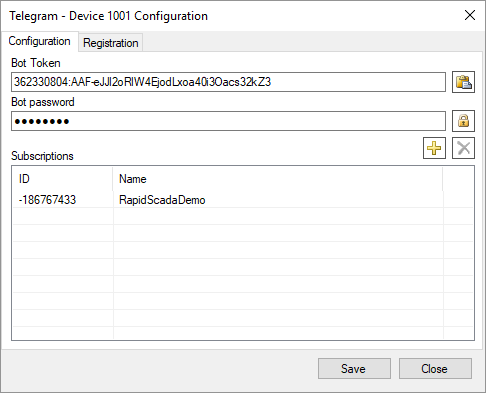 Telegram - Device 1001 Configuration
Configuration
Registration
Bot Token
362330804:AAF-eJJI2oRlW4EjodLxoa40i3Oacs32kZ3
Bot password
●●●●●●●●
Subscriptions
ID Name
-186767433 RapidScadaDemo
Save Close